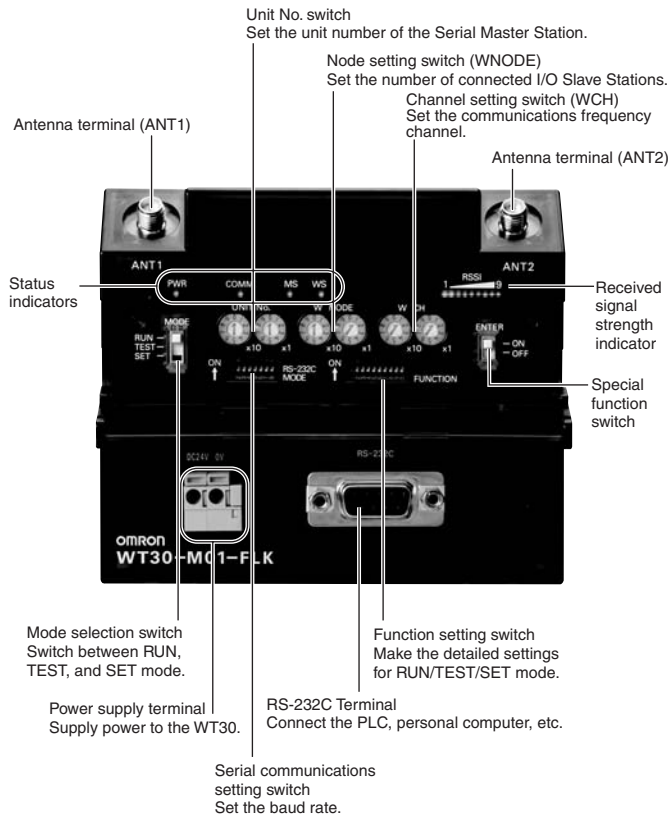 Unit No. switch
Set the unit number of the Serial Master Station.
Node setting switch (WNODE)
Set the number of connected I/O Slave Stations.
Channel setting switch (WCH)
Set the communications frequency
channel.
Antenna terminal (ANT1)
Antenna terminal (ANT2)
ANT1
ANT2
Status
indicators
PWR COMM MS WS
RSSI
1 9
Received
signal
strength
indicator
MODE
RUN
TEST
SET
UNIT No.
x10 x1
W NODE
x10 x1
W CH
x10 x1
ENTER
ON
OFF
Special
function
switch
ON
RS-232C
MODE
ON
FUNCTION
DC24V 0V
RS-232C
OMRON
WT30-M01-FLK
Mode selection switch
Switch between RUN,
TEST, and SET mode.
Function setting switch
Make the detailed settings
for RUN/TEST/SET mode.
Power supply terminal
Supply power to the WT30.
RS-232C Terminal
Connect the PLC, personal computer, etc.
Serial communications
setting switch
Set the baud rate.